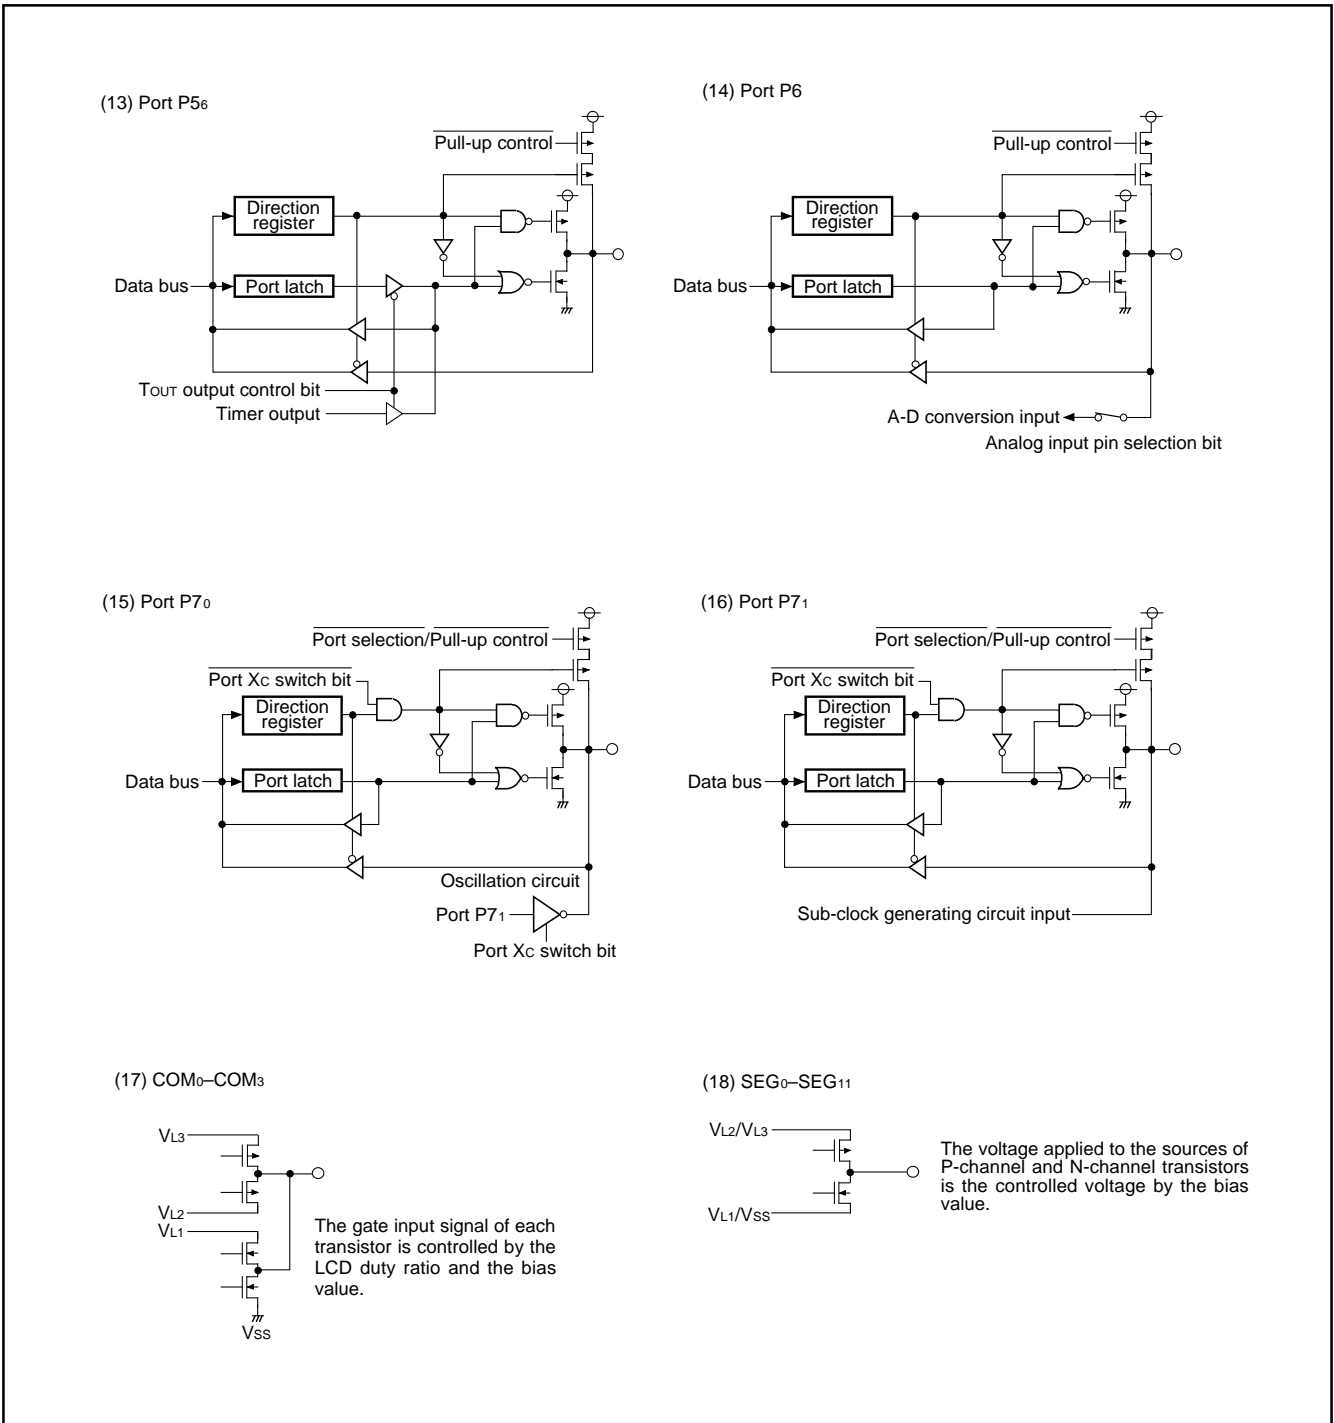 (13) Port P5₆
Pull-up control
Direction
register
Data bus
Port latch
TOUT output control bit
Timer output
(14) Port P6
Pull-up control
Direction
register
Data bus
Port latch
A-D conversion input
Analog input pin selection bit
(15) Port P7₀
Port selection/Pull-up control
Port XC switch bit
Direction
register
Data bus
Port latch
Oscillation circuit
Port P7₁
Port XC switch bit
(16) Port P7₁
Port selection/Pull-up control
Port XC switch bit
Direction
register
Data bus
Port latch
Sub-clock generating circuit input
(17) COM₀–COM₃
VL3
VL2
VL1
VSS
The gate input signal of each
transistor is controlled by the
LCD duty ratio and the bias
value.
(18) SEG₀–SEG₁₁
VL2/VL3
VL1/VSS
The voltage applied to the sources of
P-channel and N-channel transistors
is the controlled voltage by the bias
value.